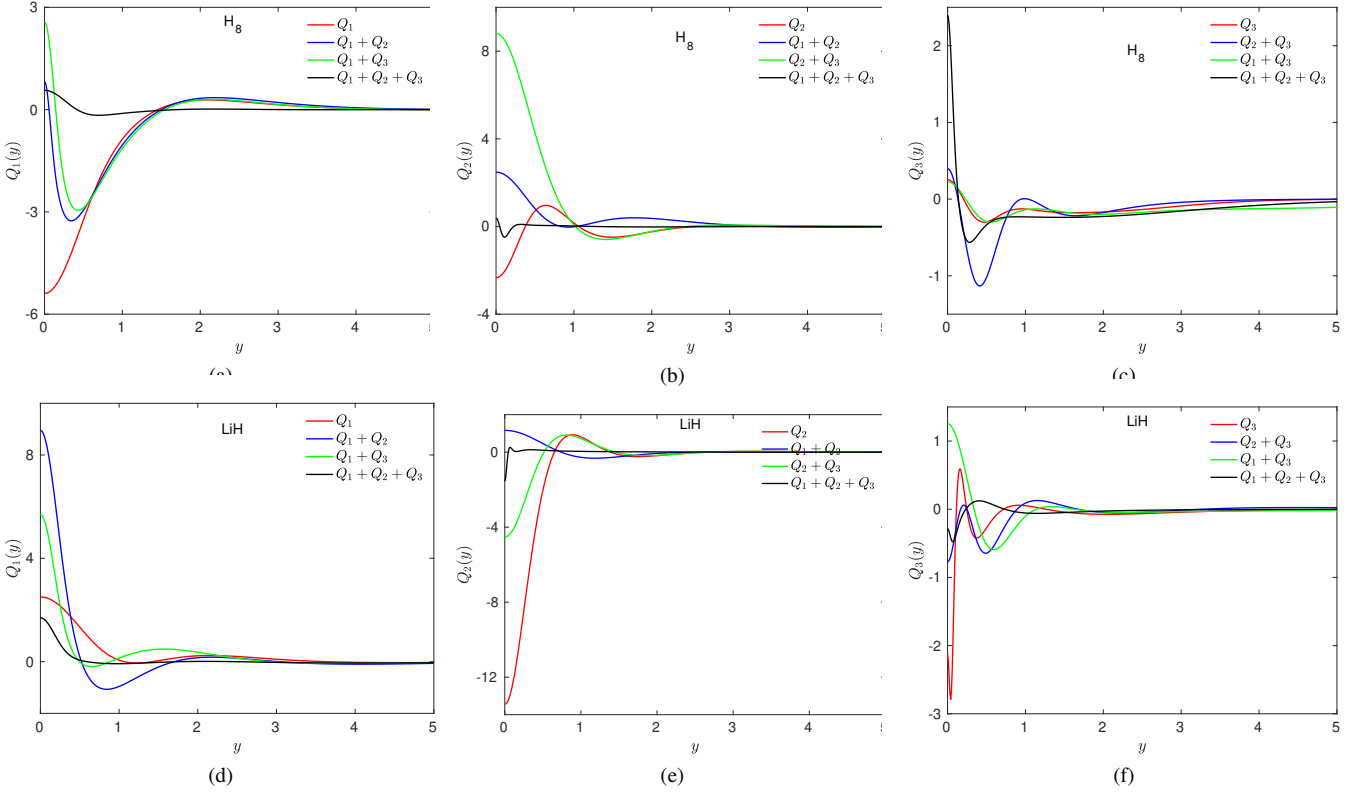 H8
Q1
Q1 + Q2
Q1 + Q3
Q1 + Q2 + Q3
3
0
-3
-6
Q1(y)
0 1 2 3 4 5
y
(a)
H8
Q2
Q1 + Q2
Q2 + Q3
Q1 + Q2 + Q3
8
4
0
-4
Q2(y)
0 1 2 3 4 5
y
(b)
H8
Q3
Q2 + Q3
Q1 + Q3
Q1 + Q2 + Q3
2
1
0
-1
Q3(y)
0 1 2 3 4 5
y
(c)
LiH
Q1
Q1 + Q2
Q1 + Q3
Q1 + Q2 + Q3
8
4
0
Q1(y)
0 1 2 3 4 5
y
(d)
LiH
Q2
Q1 + Q2
Q2 + Q3
Q1 + Q2 + Q3
0
-4
-8
-12
Q2(y)
0 1 2 3 4 5
y
(e)
LiH
Q3
Q2 + Q3
Q1 + Q3
Q1 + Q2 + Q3
1
0
-1
-2
-3
Q3(y)
0 1 2 3 4 5
y
(f)